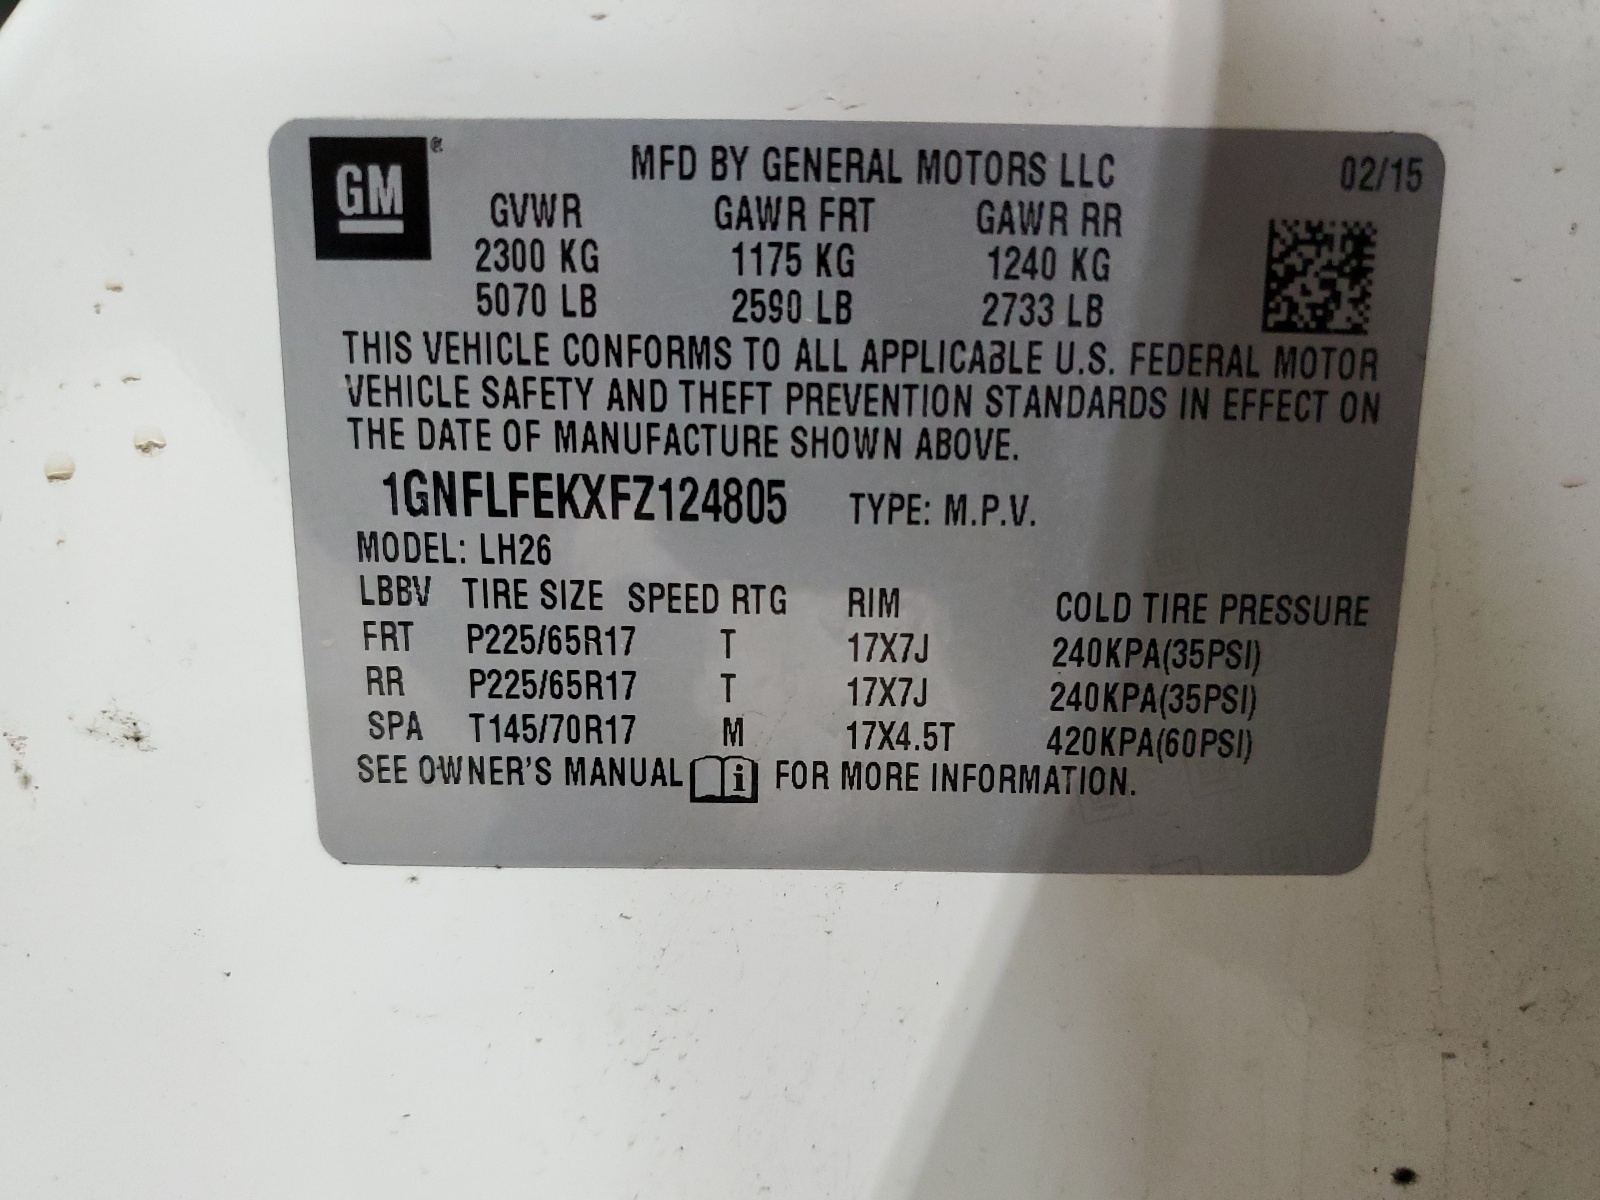 GM®
MFD BY GENERAL MOTORS LLC 02/15
GVWR GAWR FRT GAWR RR
2300 KG 1175 KG 1240 KG
5070 LB 2590 LB 2733 LB
THIS VEHICLE CONFORMS TO ALL APPLICABLE U.S. FEDERAL MOTOR
VEHICLE SAFETY AND THEFT PREVENTION STANDARDS IN EFFECT ON
THE DATE OF MANUFACTURE SHOWN ABOVE.
1GNFLFEKXFZ124805 TYPE: M.P.V.
MODEL: LH26
LBBV TIRE SIZE SPEED RTG RIM COLD TIRE PRESSURE
FRT P225/65R17 T 17X7J 240KPA(35PSI)
RR P225/65R17 T 17X7J 240KPA(35PSI)
SPA T145/70R17 M 17X4.5T 420KPA(60PSI)
SEE OWNER'S MANUAL i FOR MORE INFORMATION.